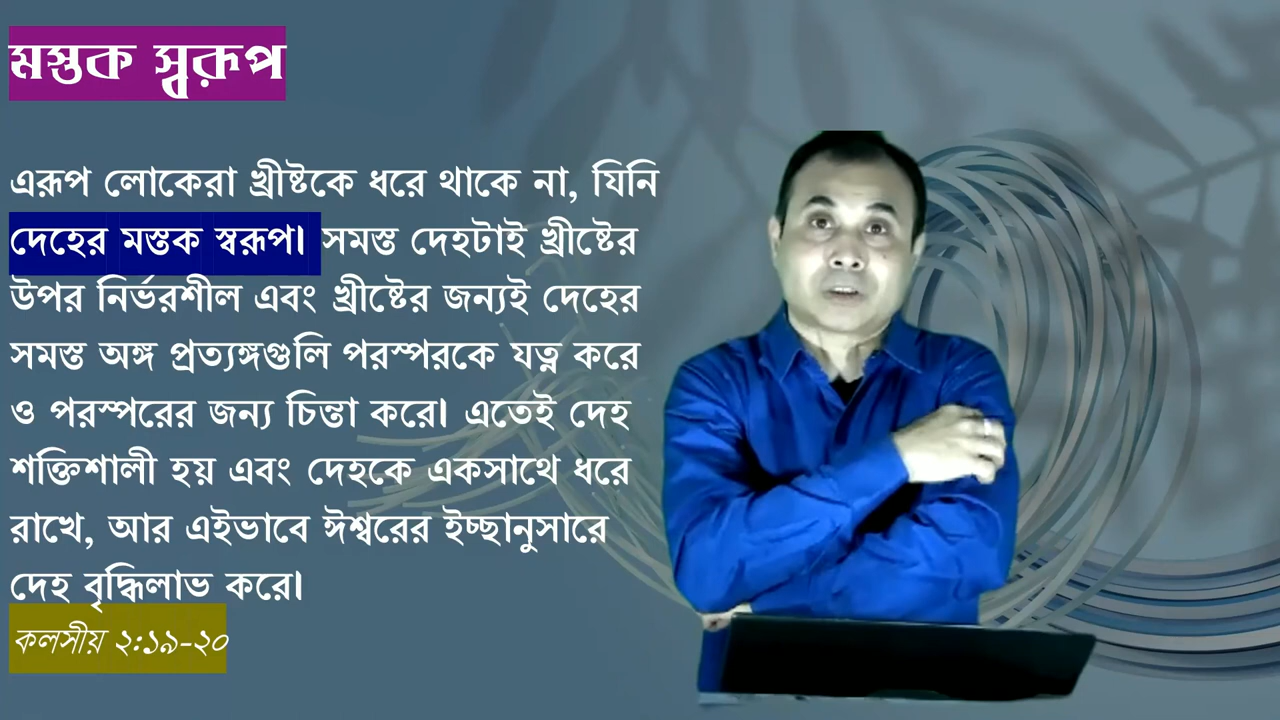 মস্তক স্বরূপ
এরূপ লোকেরা খ্রীষ্টকে ধরে থাকে না, যিনি
দেহের মস্তক স্বরূপ। সমস্ত দেহটাই খ্রীষ্টের
উপর নির্ভরশীল এবং খ্রীষ্টের জন্যই দেহের
সমস্ত অঙ্গ প্রত্যঙ্গগুলি পরস্পরকে যত্ন করে
ও পরস্পরের জন্য চিন্তা করে। এতেই দেহ
শক্তিশালী হয় এবং দেহকে একসাথে ধরে
রাখে, আর এইভাবে ঈশ্বরের ইচ্ছানুসারে
দেহ বৃদ্ধিলাভ করে।
কলসীয় ২:১৯-২০